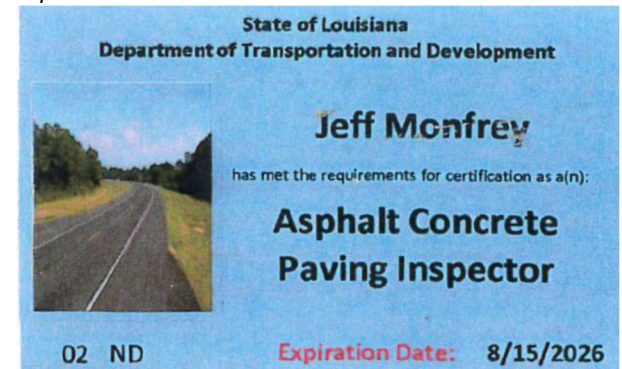 State of Louisiana
Department of Transportation and Development
Jeff Monfrey
has met the requirements for certification as a(n):
Asphalt Concrete
Paving Inspector
02 ND
Expiration Date: 8/15/2026